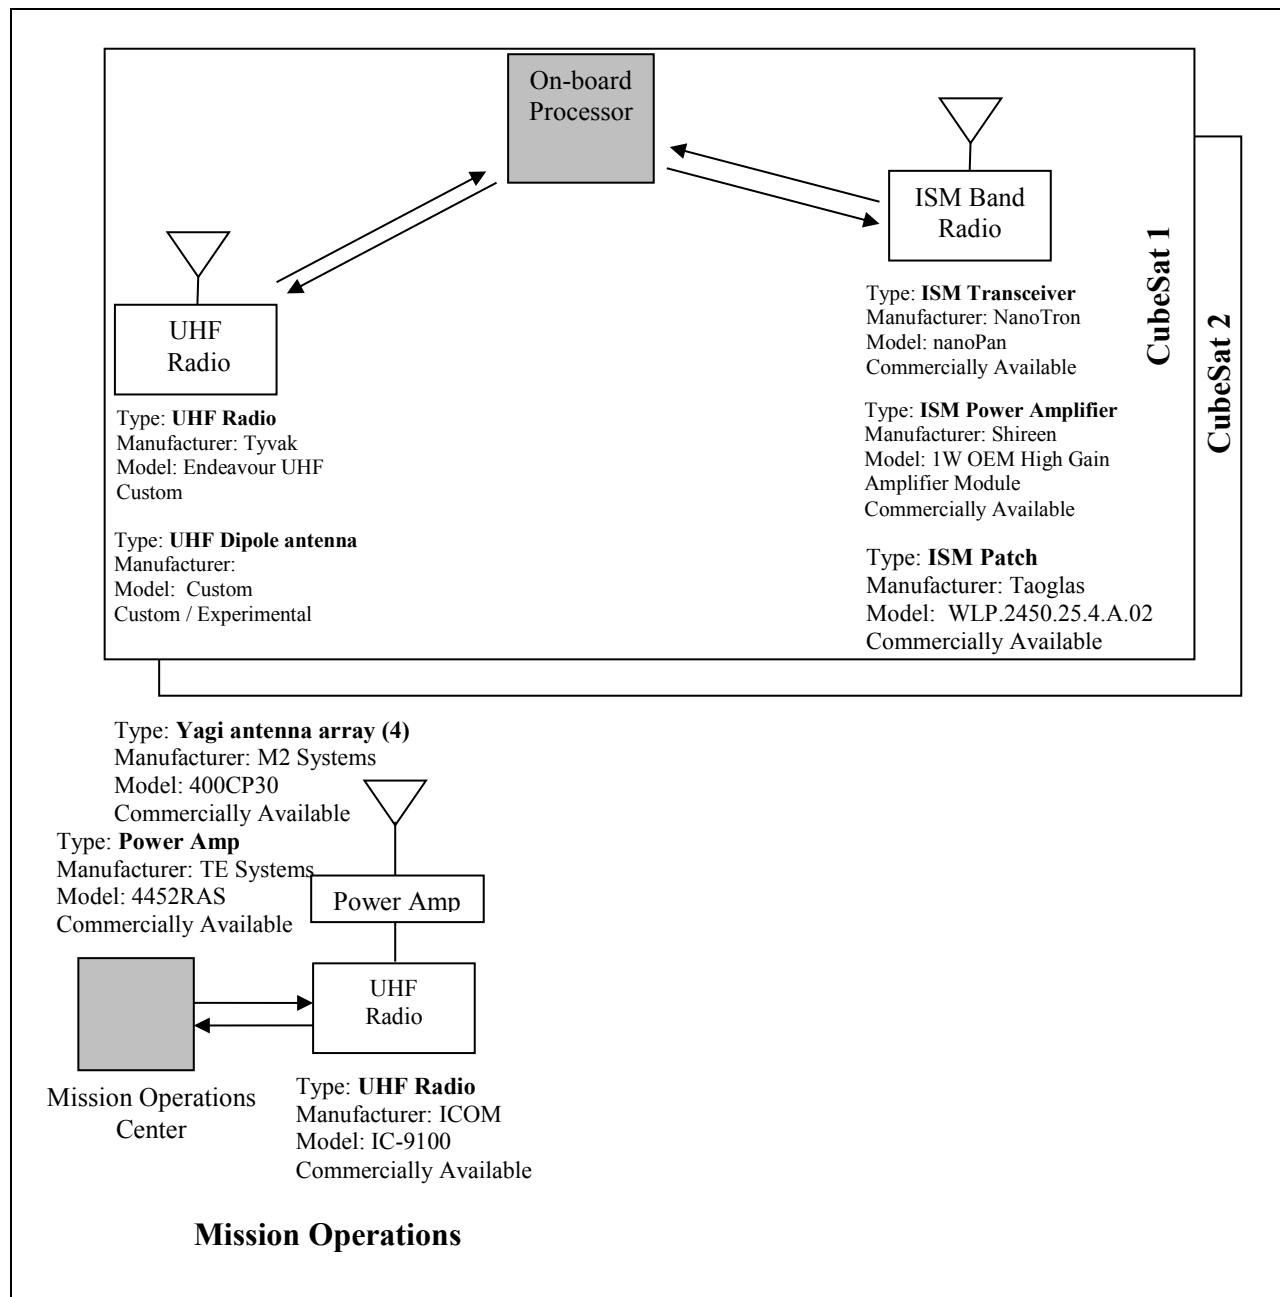 On-board
Processor
ISM Band
Radio
UHF
Radio
CubeSat 1
CubeSat 2
Type: UHF Radio
Manufacturer: Tyvak
Model: Endeavour UHF
Custom
Type: UHF Dipole antenna
Manufacturer:
Model:  Custom
Custom / Experimental
Type: ISM Transceiver
Manufacturer: NanoTron
Model: nanoPan
Commercially Available
Type: ISM Power Amplifier
Manufacturer: Shireen
Model: 1W OEM High Gain
Amplifier Module
Commercially Available
Type: ISM Patch
Manufacturer: Taoglas
Model:  WLP.2450.25.4.A.02
Commercially Available
Type: Yagi antenna array (4)
Manufacturer: M2 Systems
Model: 400CP30
Commercially Available
Type: Power Amp
Manufacturer: TE Systems
Model: 4452RAS
Commercially Available
Power Amp
UHF
Radio
Mission Operations
Center
Type: UHF Radio
Manufacturer: ICOM
Model: IC-9100
Commercially Available
Mission Operations